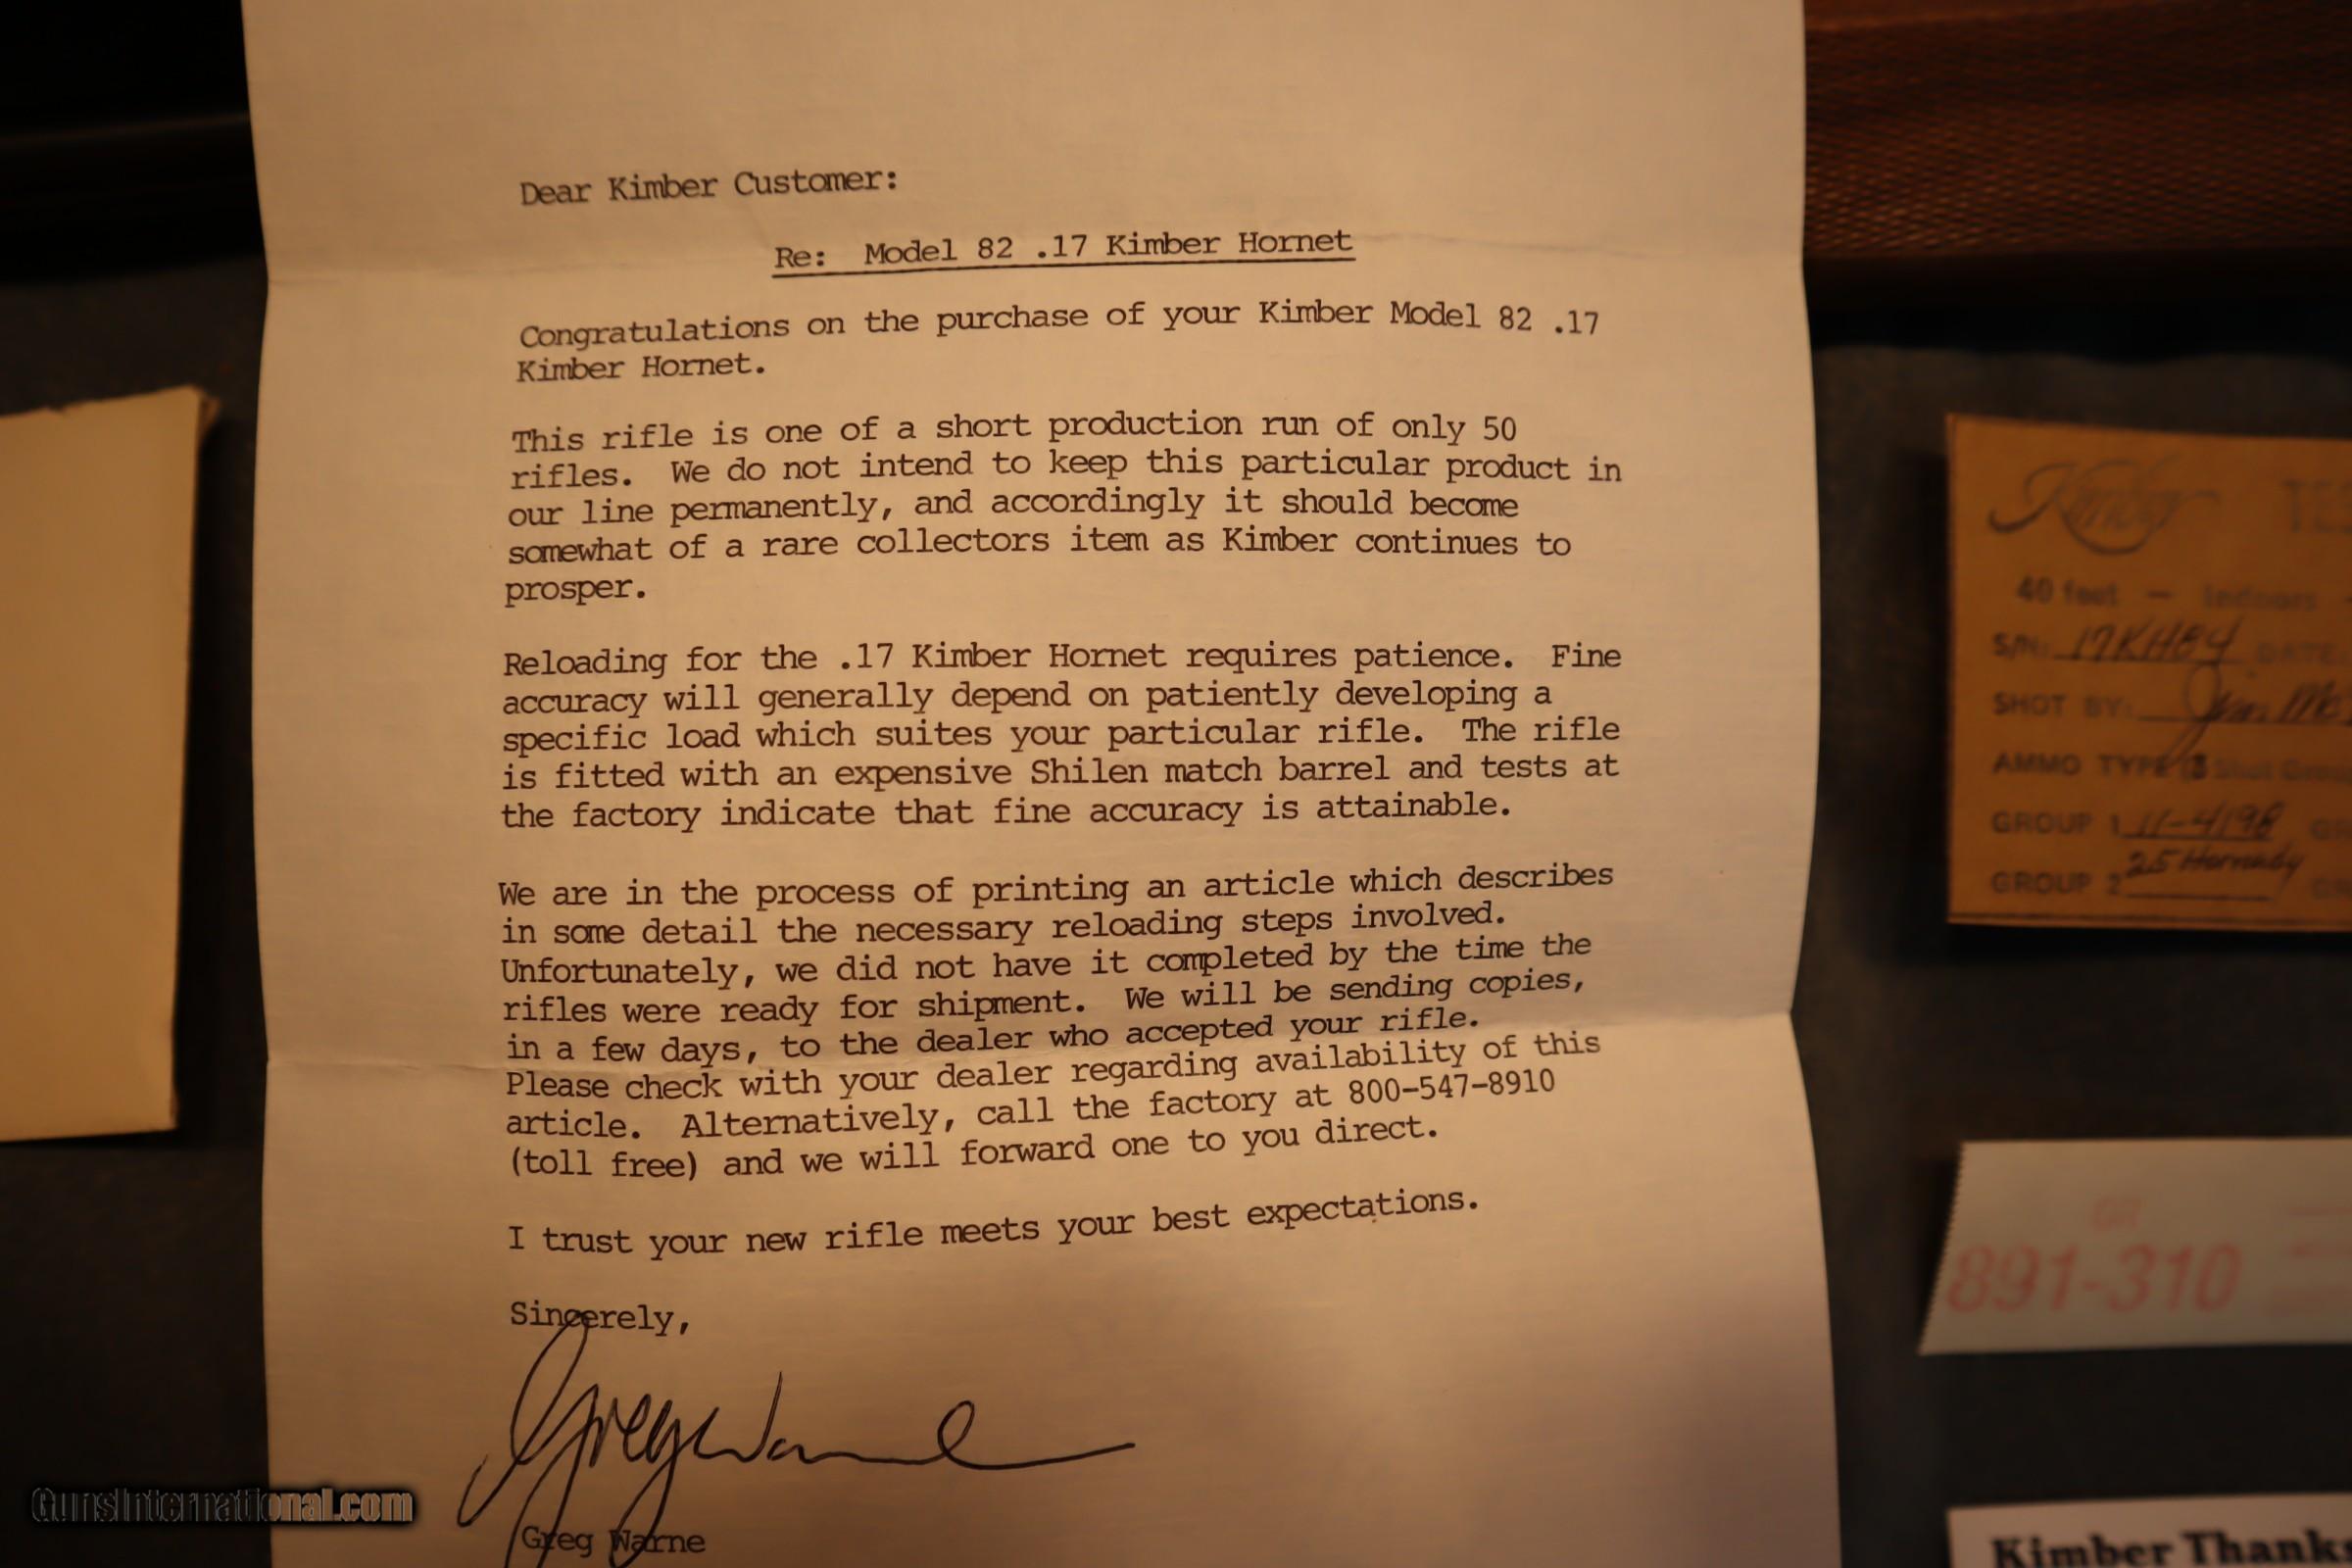 Dear Kimber Customer:
Re: Model 82 .17 Kimber Hornet
Congratulations on the purchase of your Kimber Model 82 .17
Kimber Hornet.
This rifle is one of a short production run of only 50
rifles. We do not intend to keep this particular product in
our line permanently, and accordingly it should become
somewhat of a rare collectors item as Kimber continues to
prosper.
Reloading for the .17 Kimber Hornet requires patience. Fine
accuracy will generally depend on patiently developing a
specific load which suites your particular rifle. The rifle
is fitted with an expensive Shilen match barrel and tests at
the factory indicate that fine accuracy is attainable.
We are in the process of printing an article which describes
in some detail the necessary reloading steps involved.
Unfortunately, we did not have it completed by the time the
rifles were ready for shipment. We will be sending copies,
in a few days, to the dealer who accepted your rifle.
Please check with your dealer regarding availability of this
article. Alternatively, call the factory at 800-547-8910
(toll free) and we will forward one to you direct.
I trust your new rifle meets your best expectations.
Sincerely,
Greg Warne
Greg Warne
Kimber
40 feet — Indoors
S/N: 17KH84 DATE:
SHOT BY: Jim
AMMO TYPE
GROUP 1 11-4198
25 Hornady
GROUP 2
891-310
Kimber Thanks
GunsInternational.com